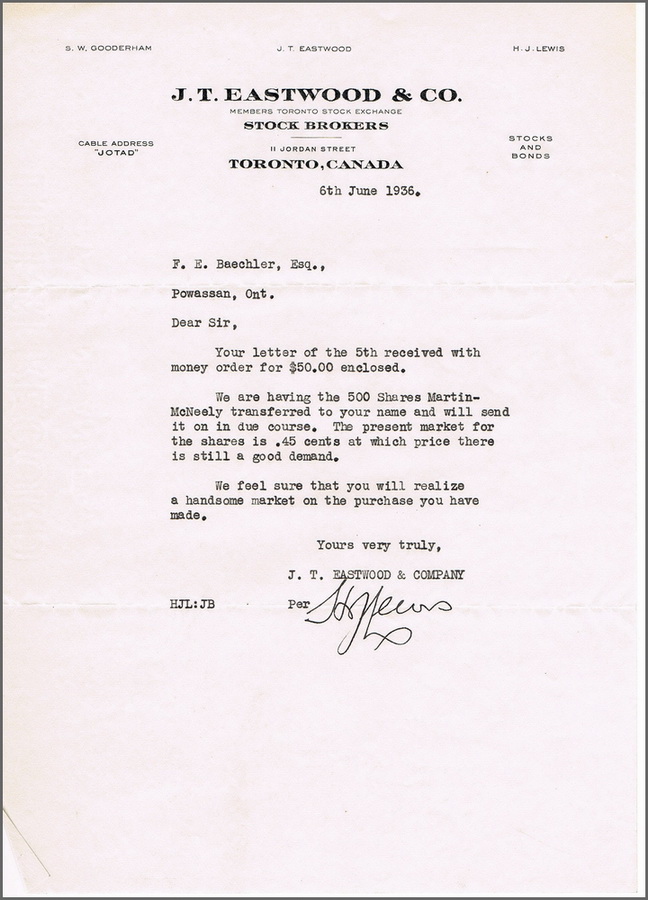 S. W. GOODERHAM J. T. EASTWOOD H. J. LEWIS
J. T. EASTWOOD & CO.
MEMBERS TORONTO STOCK EXCHANGE
STOCK BROKERS
11 JORDAN STREET
TORONTO, CANADA
CABLE ADDRESS
"JOTAD"
STOCKS
AND
BONDS
6th June 1936.
F. E. Baechler, Esq.,
Powassan, Ont.
Dear Sir,
Your letter of the 5th received with
money order for $50.00 enclosed.
We are having the 500 Shares Martin-
McNeely transferred to your name and will send
it on in due course. The present market for
the shares is .45 cents at which price there
is still a good demand.
We feel sure that you will realize
a handsome market on the purchase you have
made.
Yours very truly,
J. T. EASTWOOD & COMPANY
HJL:JB Per HJLewis